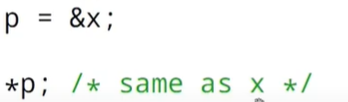 p = &x;
*p; /* same as x */